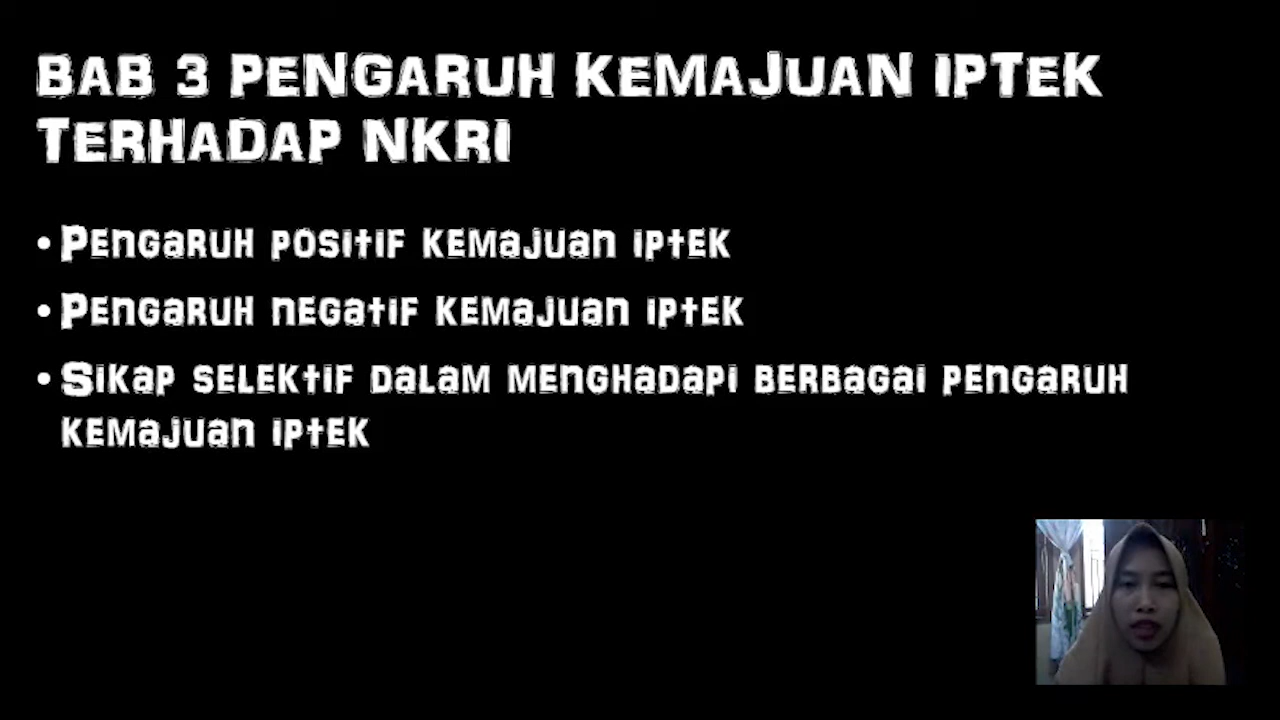 BAB 3 PENGARUH KEMAJUAN IPTEK
TERHADAP NKRI
• Pengaruh positif kemajuan iptek
• Pengaruh negatif kemajuan iptek
• Sikap selektif dalam menghadapi berbagai pengaruh
kemajuan iptek